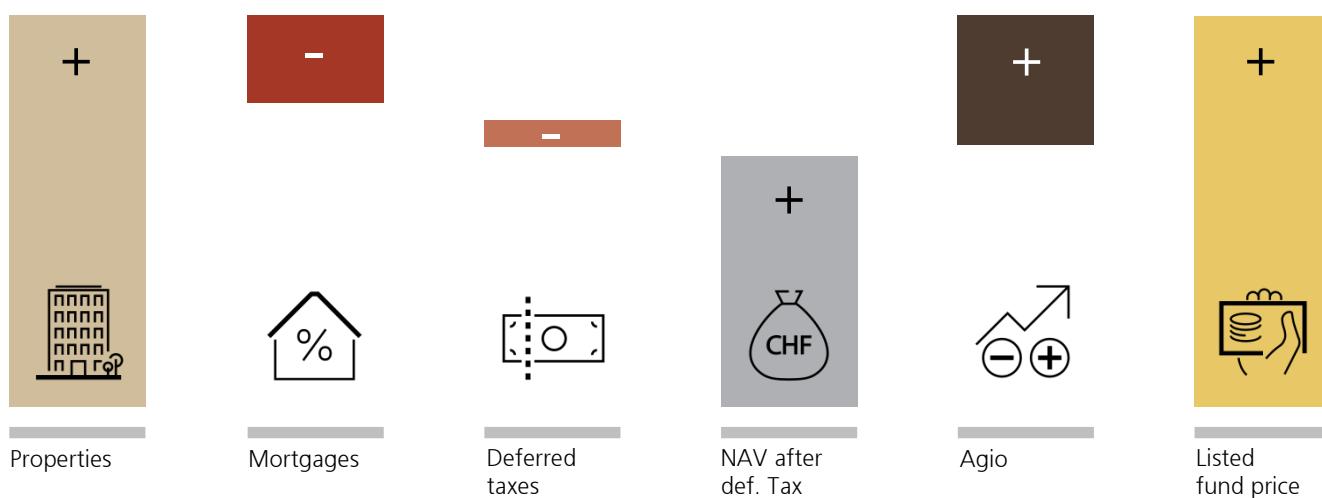 +
-
-
+
+
+
%
CHF
- +
Properties
Mortgages
Deferred
taxes
NAV after
def. Tax
Agio
Listed
fund price